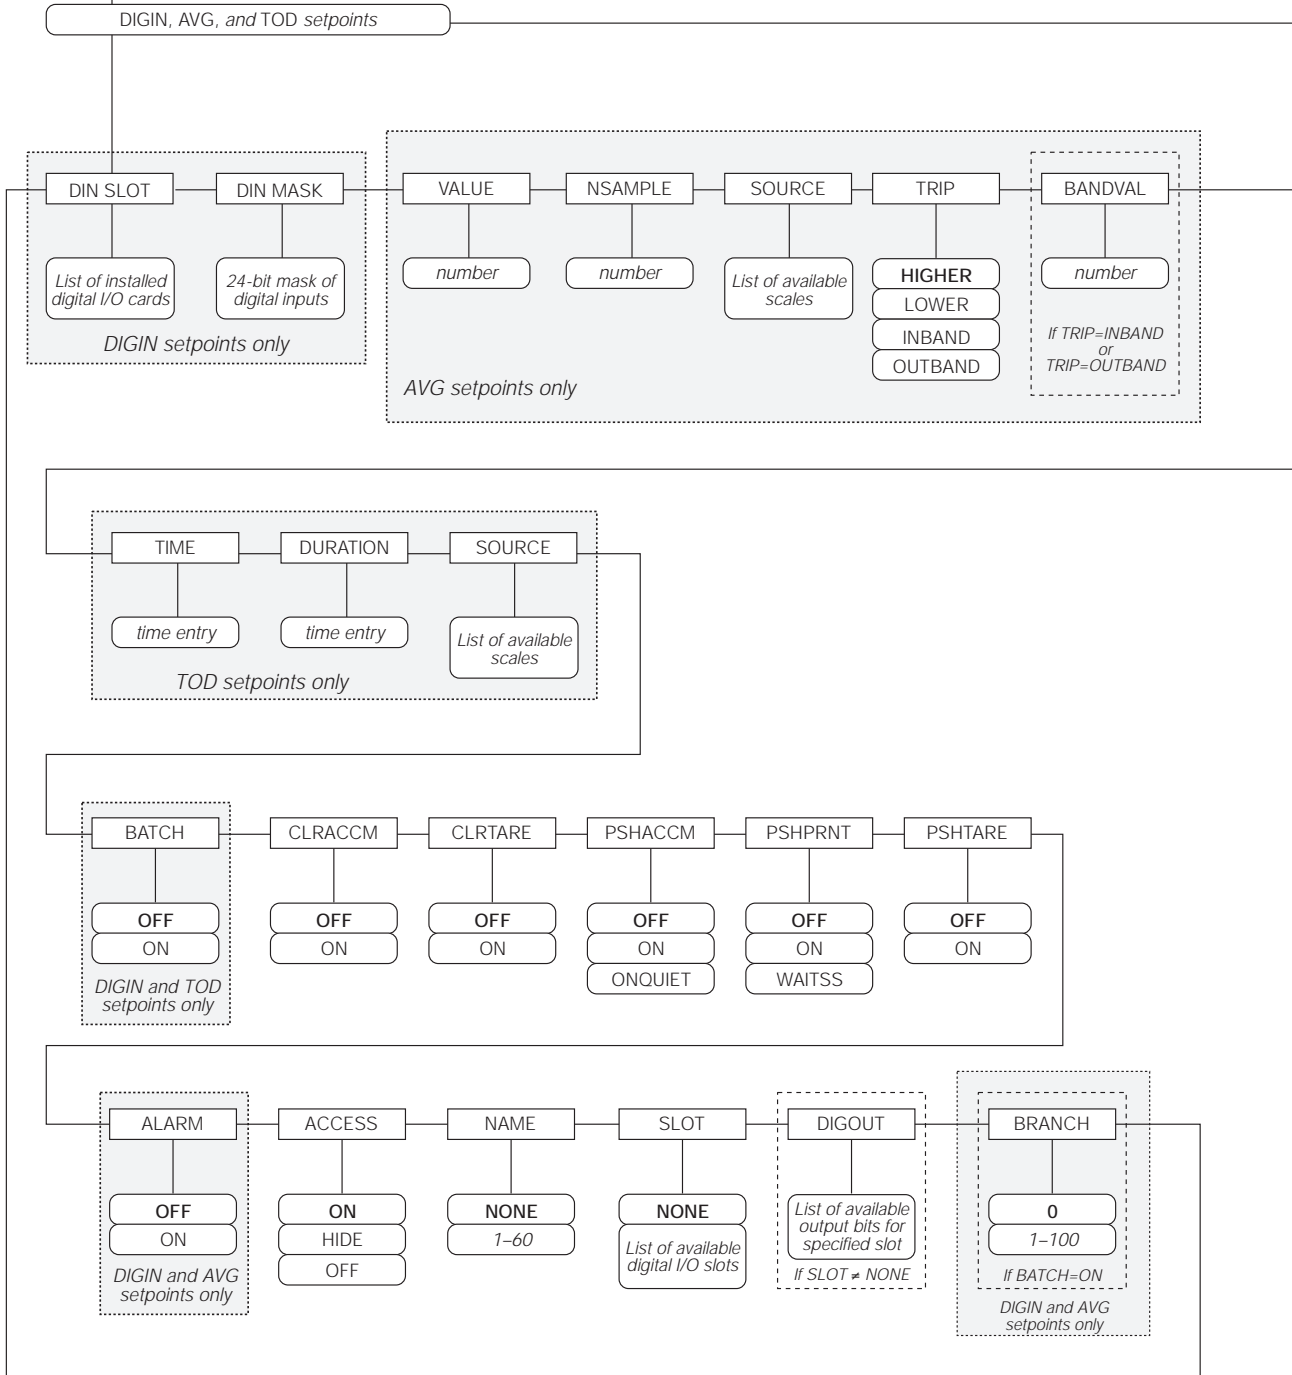 DIGIN, AVG, and TOD setpoints
DIN SLOT
DIN MASK
VALUE
NSAMPLE
SOURCE
TRIP
BANDVAL
List of installed
digital I/O cards
24-bit mask of
digital inputs
DIGIN setpoints only
number
number
List of available
scales
HIGHER
LOWER
INBAND
OUTBAND
number
If TRIP=INBAND
or
TRIP=OUTBAND
AVG setpoints only
TIME
DURATION
SOURCE
time entry
time entry
List of available
scales
TOD setpoints only
BATCH
CLRACCM
CLRTARE
PSHACCM
PSHPRNT
PSHTARE
OFF
ON
DIGIN and TOD
setpoints only
OFF
ON
OFF
ON
OFF
ON
ONQUIET
OFF
ON
WAITSS
OFF
ON
ALARM
ACCESS
NAME
SLOT
DIGOUT
BRANCH
OFF
ON
DIGIN and AVG
setpoints only
ON
HIDE
OFF
NONE
1–60
NONE
List of available
digital I/O slots
List of available
output bits for
specified slot
If SLOT ≠ NONE
0
1–100
If BATCH=ON
DIGIN and AVG
setpoints only